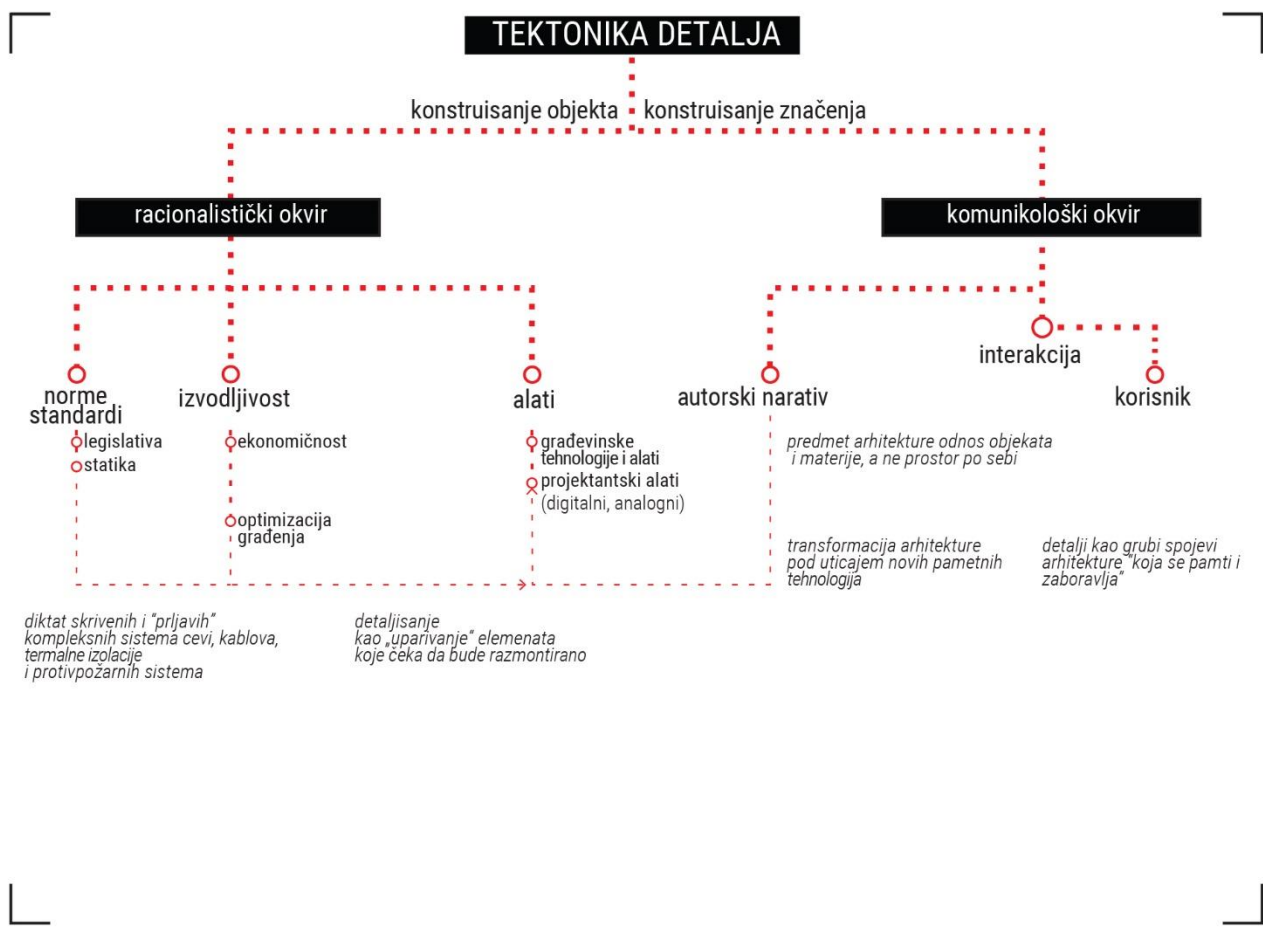 TEKTONIKA DETALJA
konstruisanje objekta
konstruisanje značenja
racionalistički okvir
komunikološki okvir
norme
standardi
legislativa
statika
izvodljivost
ekonomičnost
optimizacija
građenja
alati
građevinske
tehnologije i alati
projektantski alati
(digitalni, analogni)
autorski narativ
interakcija
korisnik
predmet arhitekture odnos objekata
i materije, a ne prostor po sebi
transformacija arhitekture
pod uticajem novih pametnih
tehnologija
detalji kao grubi spojevi
arhitekture "koja se pamti i
zaboravlja"
diktat skrivenih i "prljavih"
kompleksnih sistema cevi, kablova,
termalne izolacije
i protivpožarnih sistema
detaljisanje
kao „uparivanje" elemenata
koje čeka da bude razmontirano